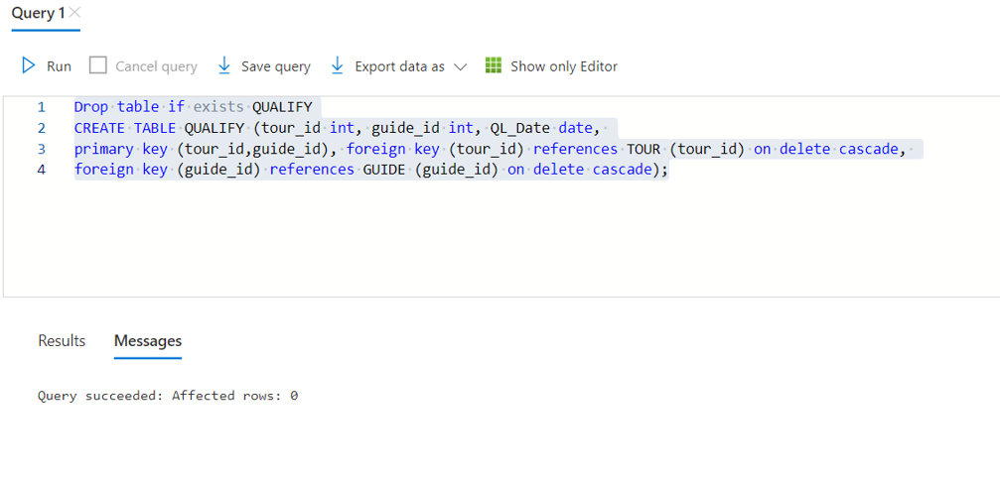 Query 1
Run Cancel query Save query Export data as Show only Editor
1 Drop table if exists QUALIFY
2 CREATE TABLE QUALIFY (tour_id int, guide_id int, QL_Date date,
3 primary key (tour_id,guide_id), foreign key (tour_id) references TOUR (tour_id) on delete cascade,
4 foreign key (guide_id) references GUIDE (guide_id) on delete cascade);
Results Messages
Query succeeded: Affected rows: 0